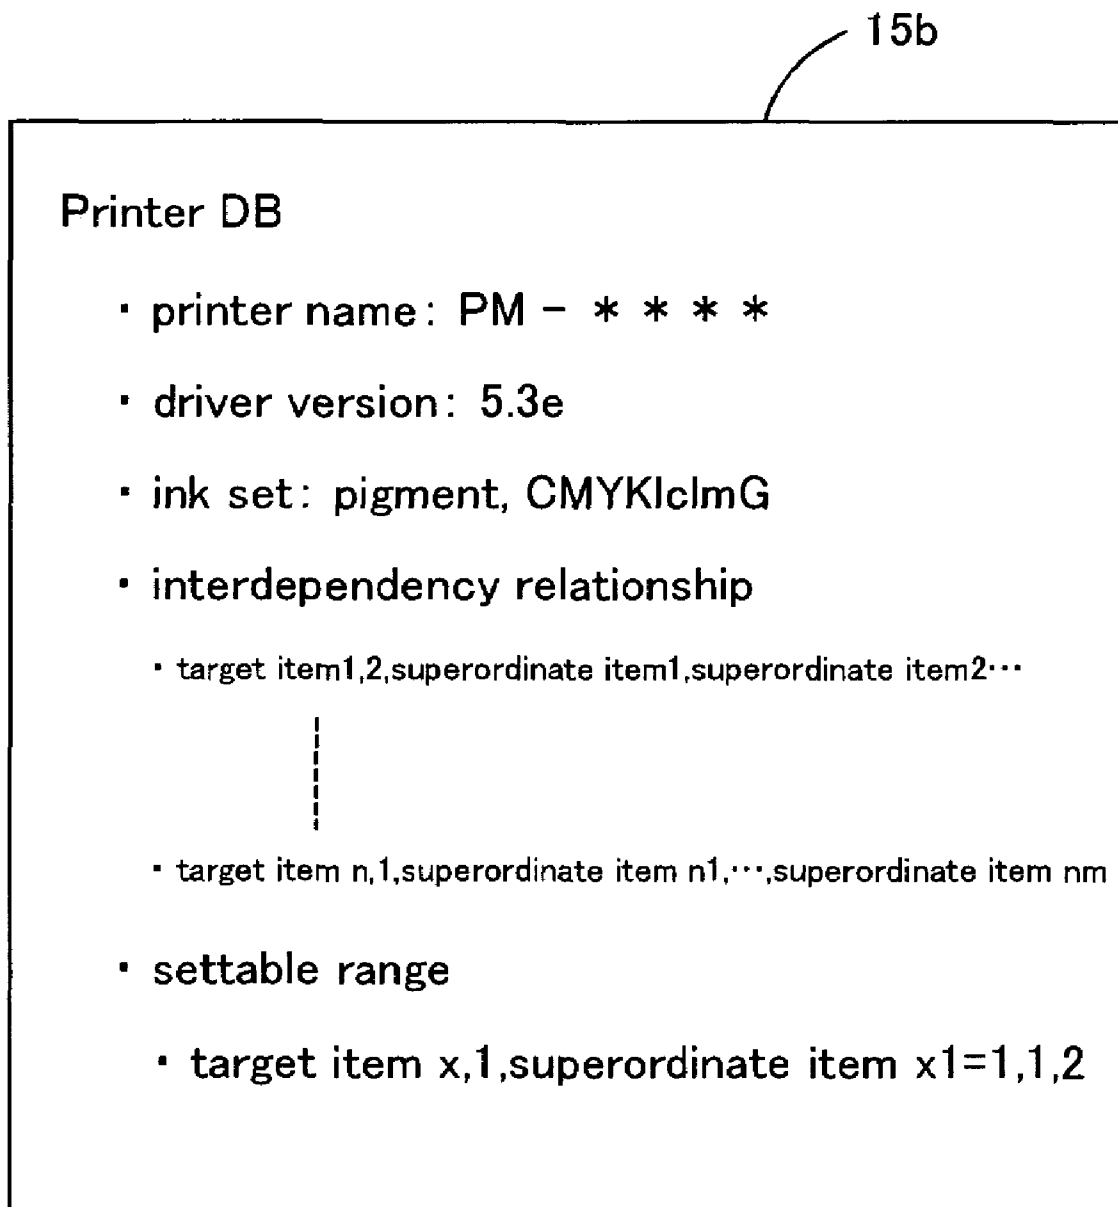 15b
Printer DB
・printer name: PM - * * * *
・driver version: 5.3e
・ink set: pigment, CMYKlclmG
・interdependency relationship
・target item1,2,superordinate item1,superordinate item2…
・target item n,1,superordinate item n1,…,superordinate item nm
・settable range
・target item x,1,superordinate item x1=1,1,2